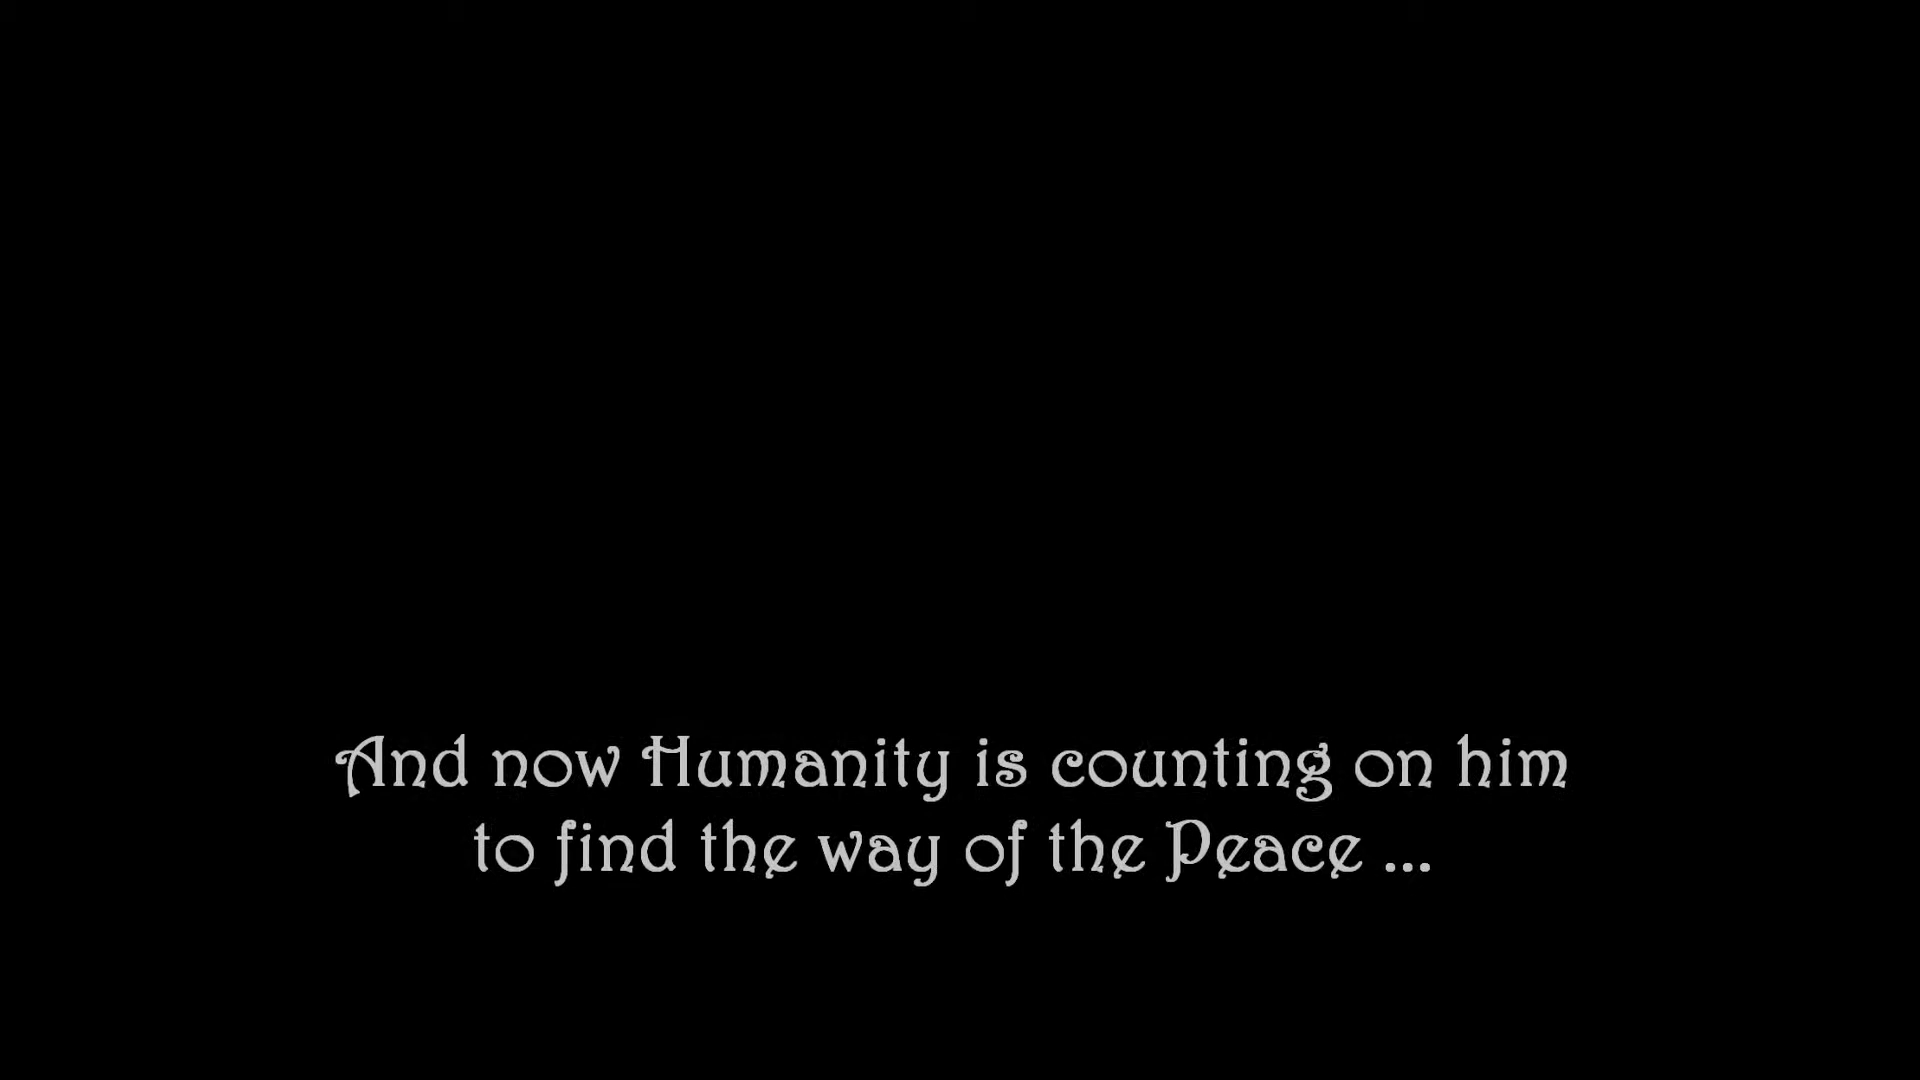 And now Humanity is counting on him
to find the way of the Peace ...